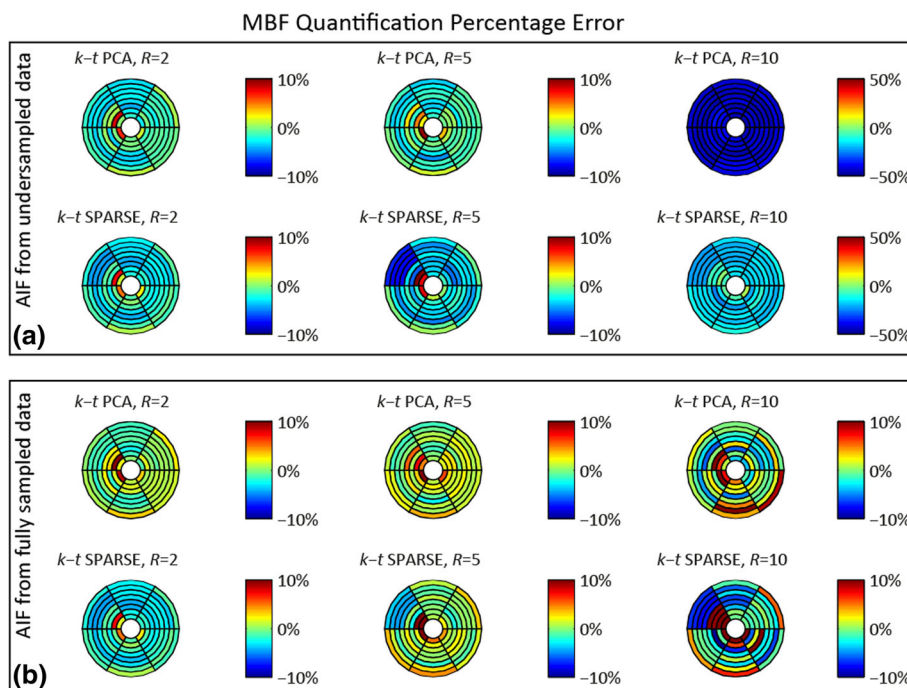 MBF Quantification Percentage Error
AIF from undersampled data
(a)
k–t PCA, R=2
10%
0%
−10%
k–t PCA, R=5
10%
0%
−10%
k–t PCA, R=10
50%
0%
−50%
k–t SPARSE, R=2
10%
0%
−10%
k–t SPARSE, R=5
10%
0%
−10%
k–t SPARSE, R=10
50%
0%
−50%
AIF from fully sampled data
(b)
k–t PCA, R=2
10%
0%
−10%
k–t PCA, R=5
10%
0%
−10%
k–t PCA, R=10
10%
0%
−10%
k–t SPARSE, R=2
10%
0%
−10%
k–t SPARSE, R=5
10%
0%
−10%
k–t SPARSE, R=10
10%
0%
−10%